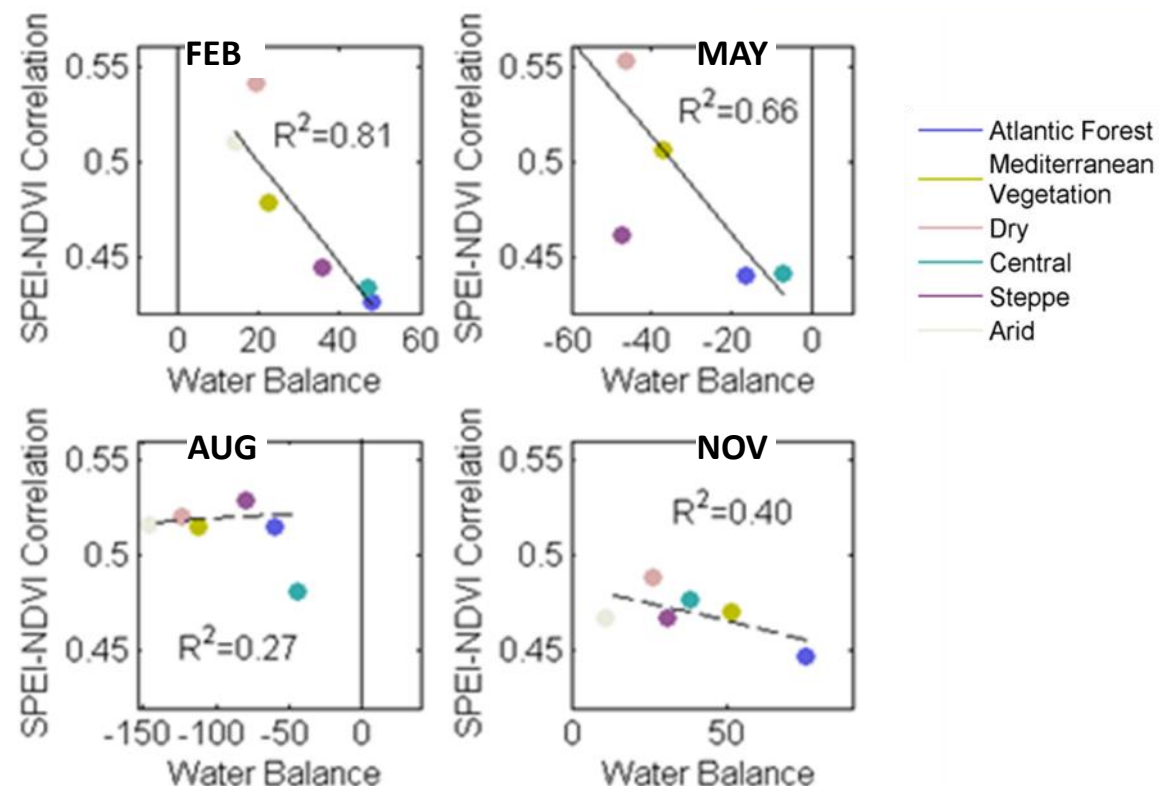 FEB
SPEI-NDVI Correlation
0.55
0.5
0.45
R²=0.81
0 20 40 60
Water Balance
MAY
SPEI-NDVI Correlation
0.55
0.5
0.45
R²=0.66
-60 -40 -20 0
Water Balance
Atlantic Forest
Mediterranean
Vegetation
Dry
Central
Steppe
Arid
AUG
SPEI-NDVI Correlation
0.55
0.5
0.45
R²=0.27
-150 -100 -50 0
Water Balance
NOV
SPEI-NDVI Correlation
0.55
0.5
0.45
R²=0.40
0 50
Water Balance